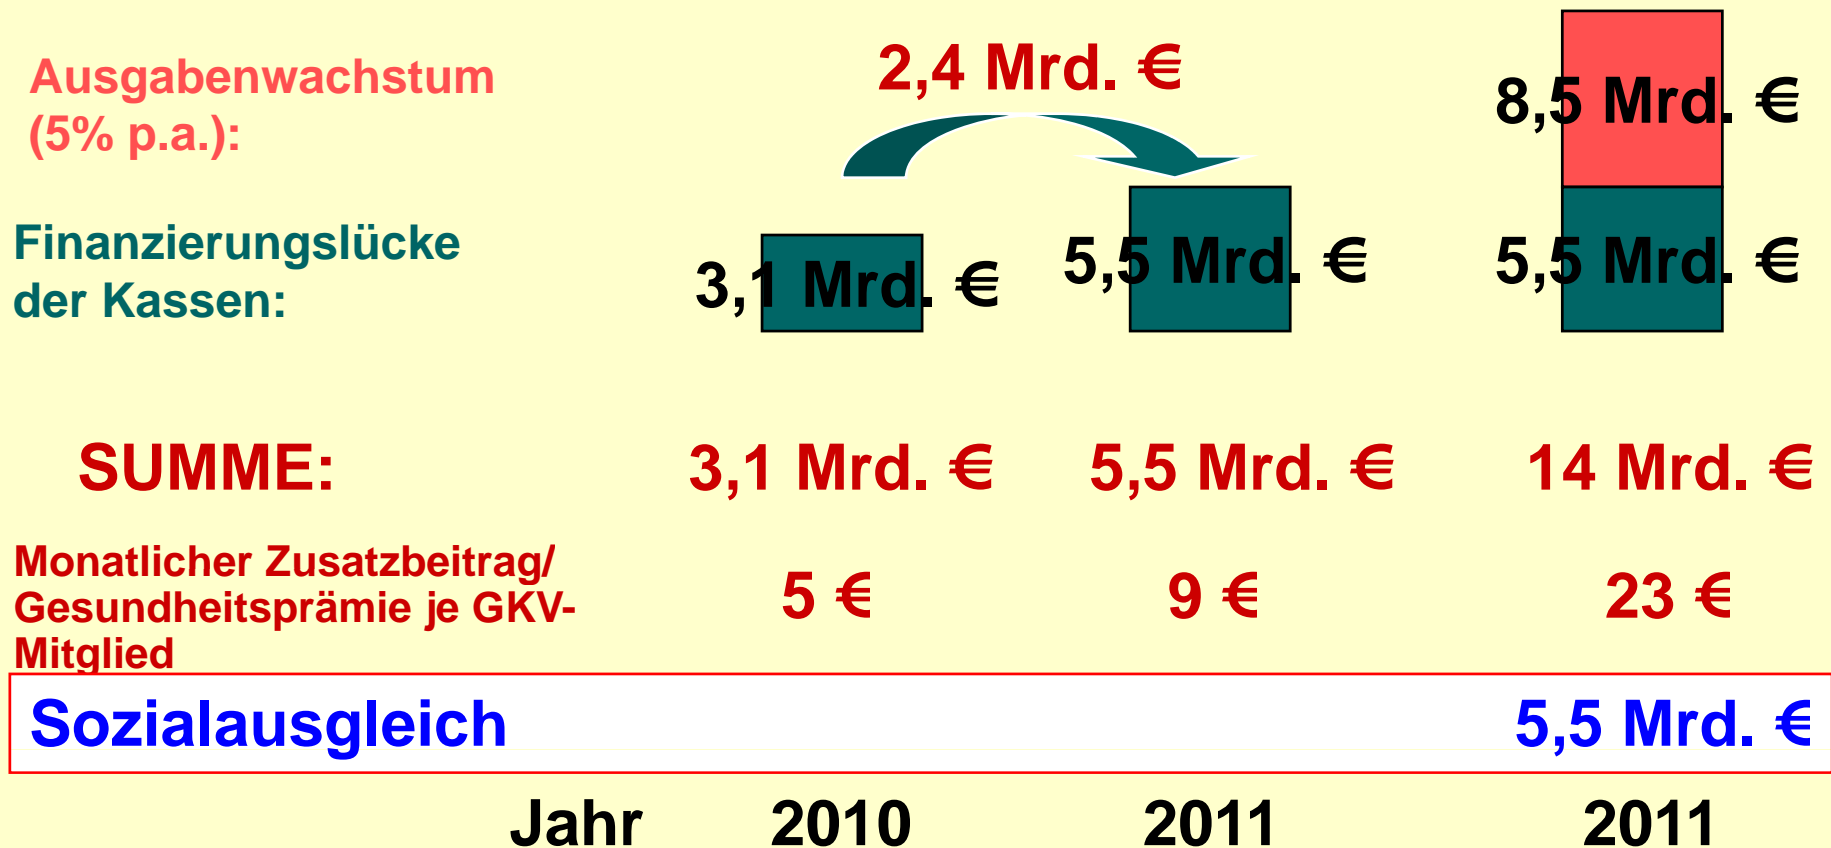 2,4 Mrd. €
Ausgabenwachstum
(5% p.a.):
8,5 Mrd. €
Finanzierungslücke
der Kassen:
3,1 Mrd. €
5,5 Mrd. €
5,5 Mrd. €
SUMME:
3,1 Mrd. €
5,5 Mrd. €
14 Mrd. €
Monatlicher Zusatzbeitrag/
Gesundheitsprämie je GKV-
Mitglied
5 €
9 €
23 €
Sozialausgleich
5,5 Mrd. €
Jahr
2010
2011
2011